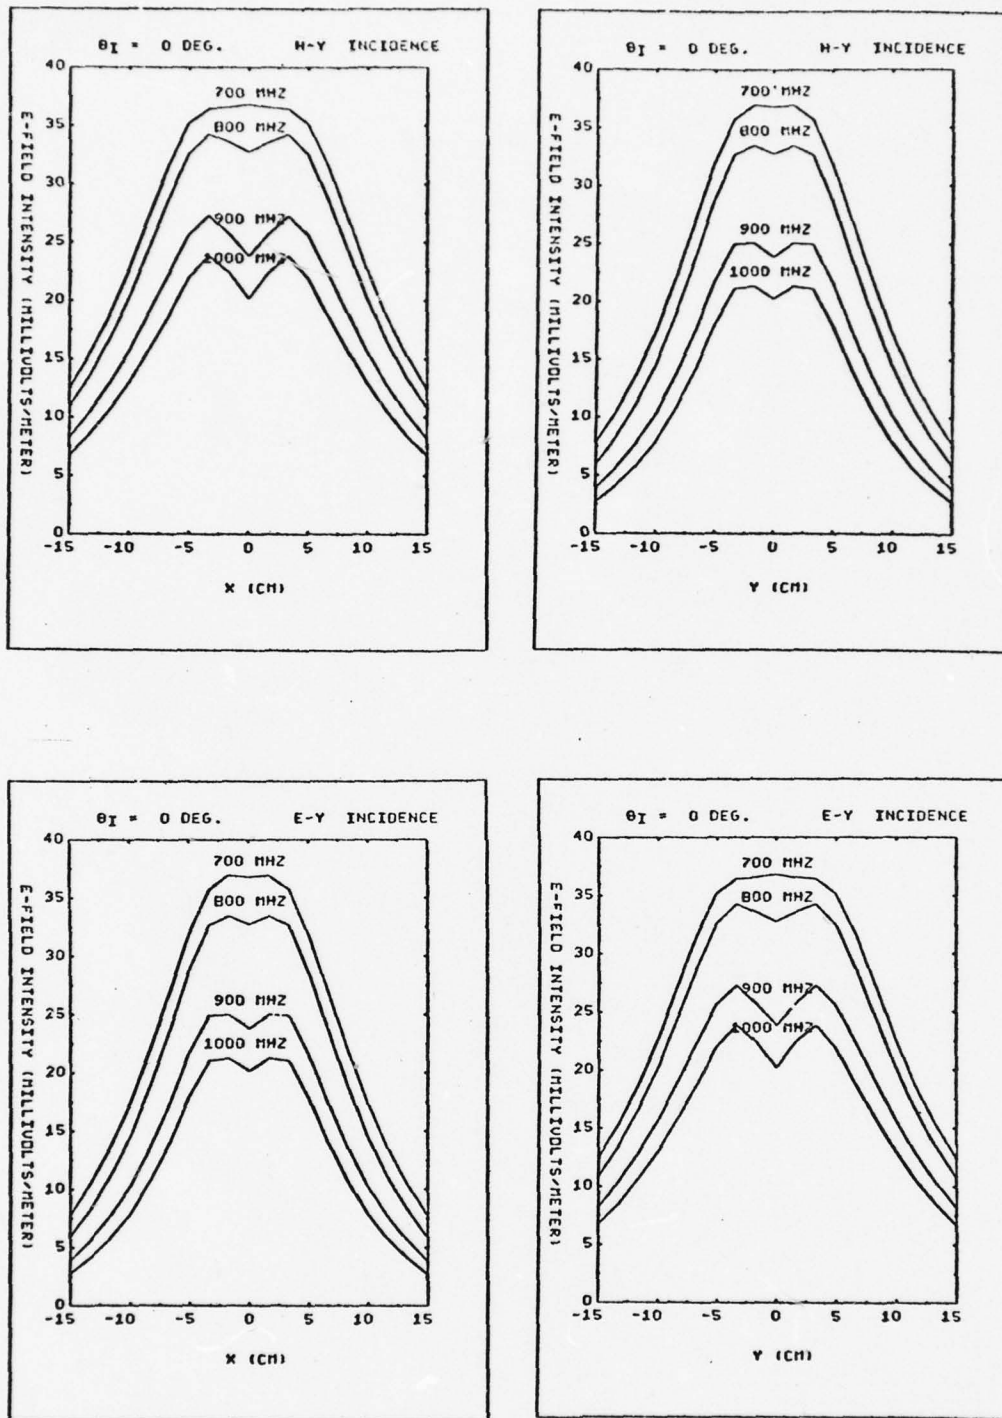 θI = 0 DEG. H-Y INCIDENCE
E-FIELD INTENSITY (MILLIVOLTS/METER)
40
35
30
25
20
15
10
5
0
700 MHZ
800 MHZ
900 MHZ
1000 MHZ
-15 -10 -5 0 5 10 15
X (CM)
θI = 0 DEG. H-Y INCIDENCE
E-FIELD INTENSITY (MILLIVOLTS/METER)
40
35
30
25
20
15
10
5
0
700 MHZ
800 MHZ
900 MHZ
1000 MHZ
-15 -10 -5 0 5 10 15
Y (CM)
θI = 0 DEG. E-Y INCIDENCE
E-FIELD INTENSITY (MILLIVOLTS/METER)
40
35
30
25
20
15
10
5
0
700 MHZ
800 MHZ
900 MHZ
1000 MHZ
-15 -10 -5 0 5 10 15
X (CM)
θI = 0 DEG. E-Y INCIDENCE
E-FIELD INTENSITY (MILLIVOLTS/METER)
40
35
30
25
20
15
10
5
0
700 MHZ
800 MHZ
900 MHZ
1000 MHZ
-15 -10 -5 0 5 10 15
Y (CM)